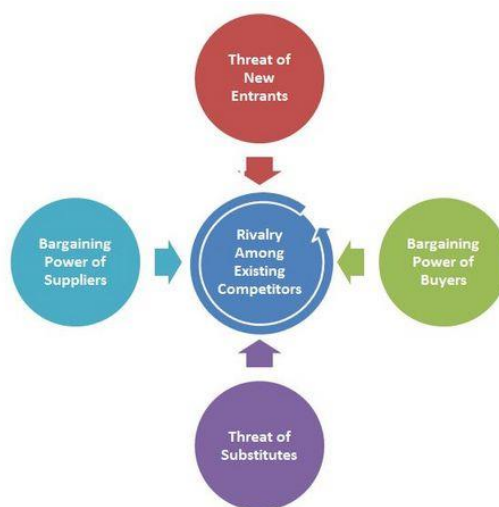 Threat of
New
Entrants
Bargaining
Power of
Suppliers
Rivalry
Among
Existing
Competitors
Bargaining
Power of
Buyers
Threat of
Substitutes